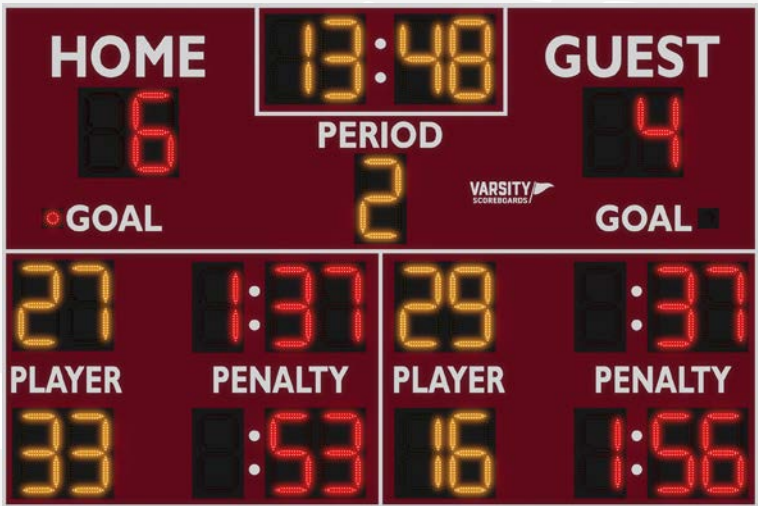 HOME 13:48 GUEST
6 PERIOD 4
2
VARSITY
SCOREBOARDS
GOAL GOAL
27 1:37 29 :37
PLAYER PENALTY PLAYER PENALTY
33 :53 16 1:56